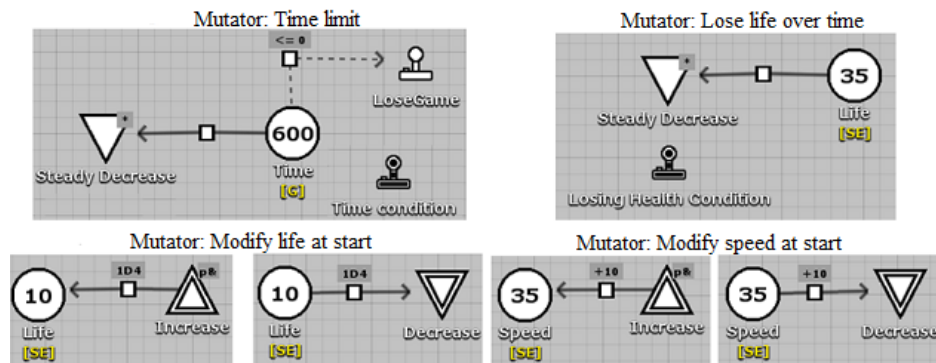 Mutator: Time limit
<= 0
LoseGame
*
600
Steady Decrease
Time
[G]
Time condition
Mutator: Lose life over time
*
35
Steady Decrease
Life
[SE]
Losing Health Condition
Mutator: Modify life at start
1D4
p&
10
Life
[SE]
Increase
1D4
10
Life
[SE]
Decrease
Mutator: Modify speed at start
+10
p&
35
Speed
[SE]
Increase
+10
35
Speed
[SE]
Decrease